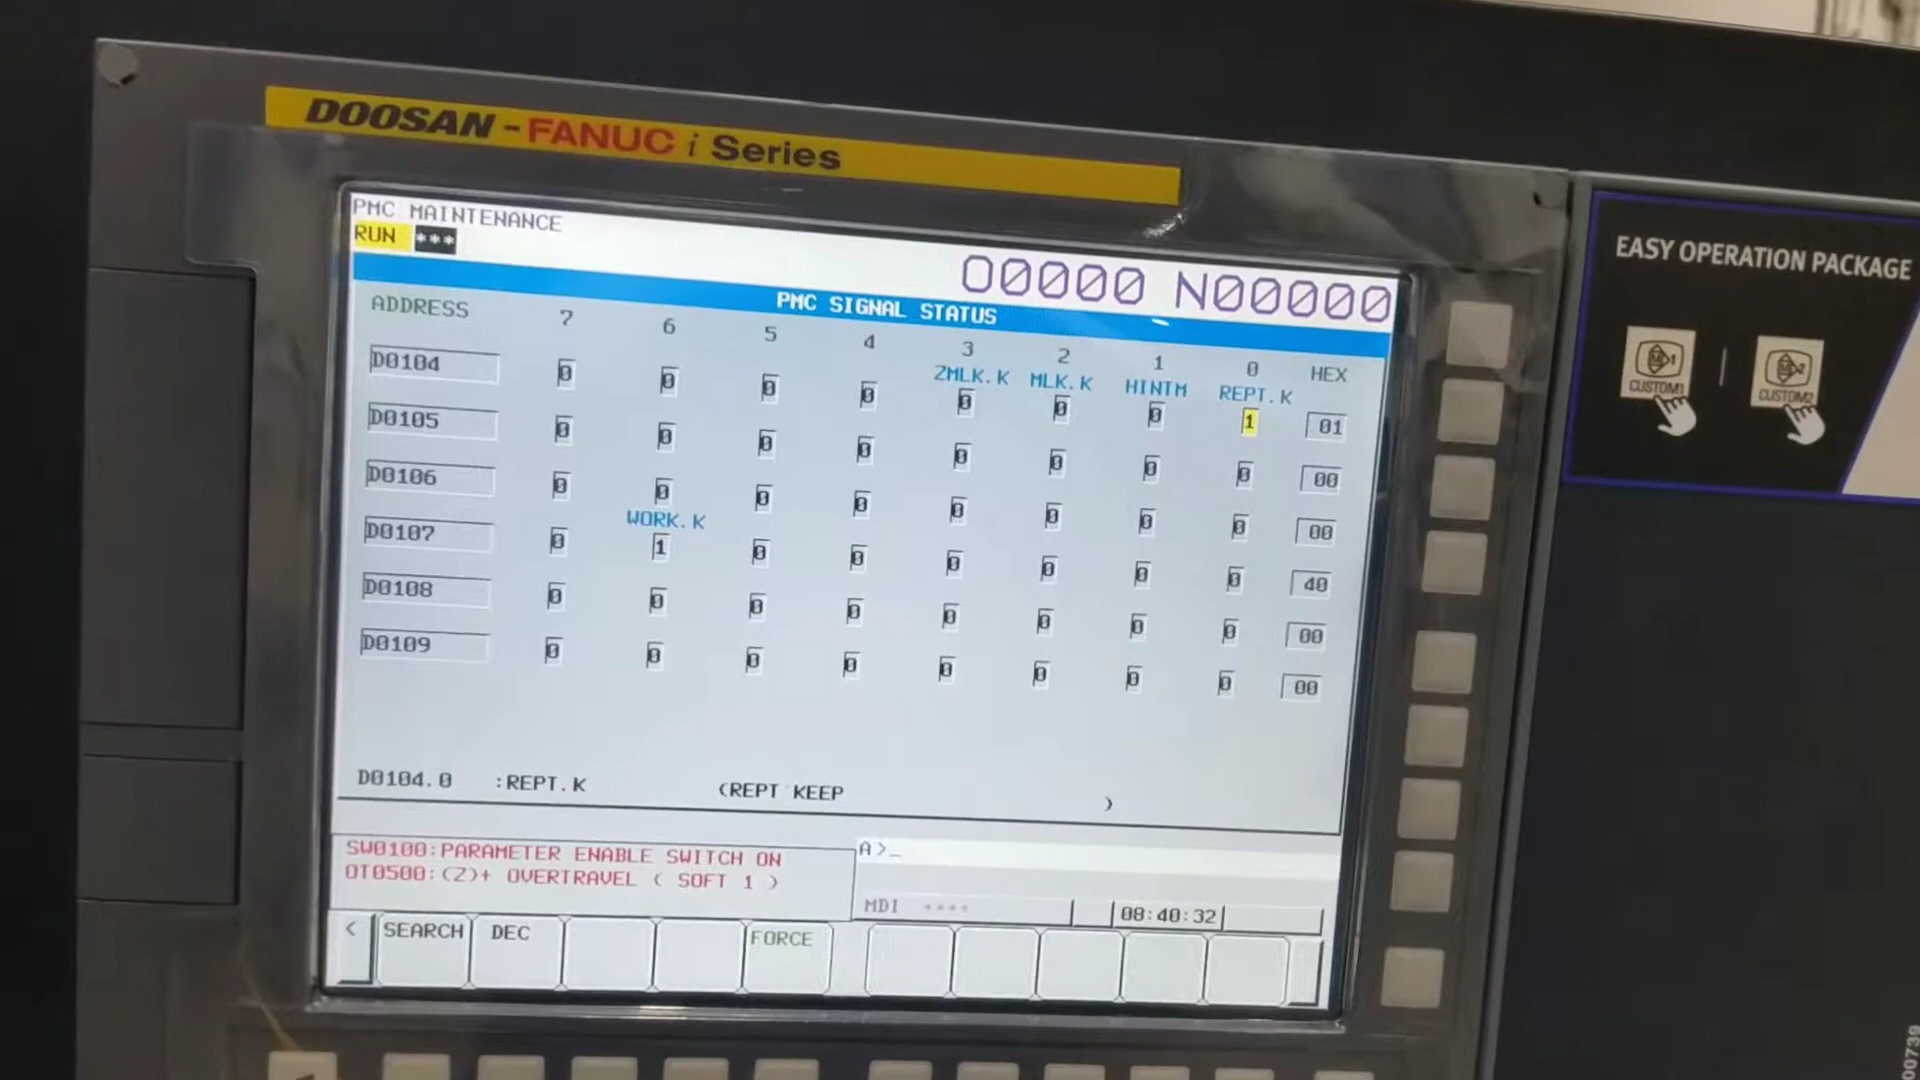 DOOSAN-FANUC i Series
EASY OPERATION PACKAGE
CUSTOM1
CUSTOM2
PMC MAINTENANCE
RUN ***
O0000 N00000
PMC SIGNAL STATUS
ADDRESS 7 6 5 4 3 2 1 0 HEX
ZMLK.K MLK.K HINTM REPT.K
D0104 0 0 0 0 0 0 0 1 01
D0105 0 0 0 0 0 0 0 0 00
D0106 0 0 0 0 0 0 0 0 00
WORK.K
D0107 0 1 0 0 0 0 0 0 40
D0108 0 0 0 0 0 0 0 0 00
D0109 0 0 0 0 0 0 0 0 00
D0104.0 :REPT.K (REPT KEEP )
SW0100:PARAMETER ENABLE SWITCH ON
OT0500:(Z)+ OVERTRAVEL ( SOFT 1 )
A>_
MDI **** 08:40:32
< SEARCH DEC FORCE
00739